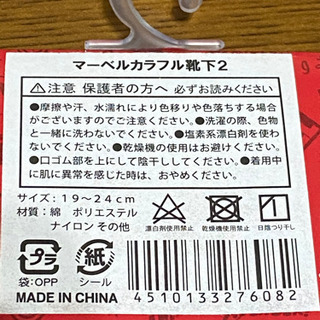 マーベルカラフル靴下2
⚠注意 保護者の方へ 必ずお読みください
●摩擦や汗、水濡れにより色移りや色落ちする場合
がございますのでご注意ください。●洗濯の際、色物
と一緒に洗わないでください。●塩素系漂白剤を使わ
ないでください。●乾燥機の使用はお避けください。
●口ゴム部を上にして陰干ししてください。●着用中
に肌に異常を感じた時は、おやめください。
サイズ:19〜24cm
材質:綿 ポリエステル
ナイロン その他
漂白剤使用禁止
乾燥機使用禁止
日陰つり干し
プラ
袋:OPP
紙
シール
MADE IN CHINA
4510133276082